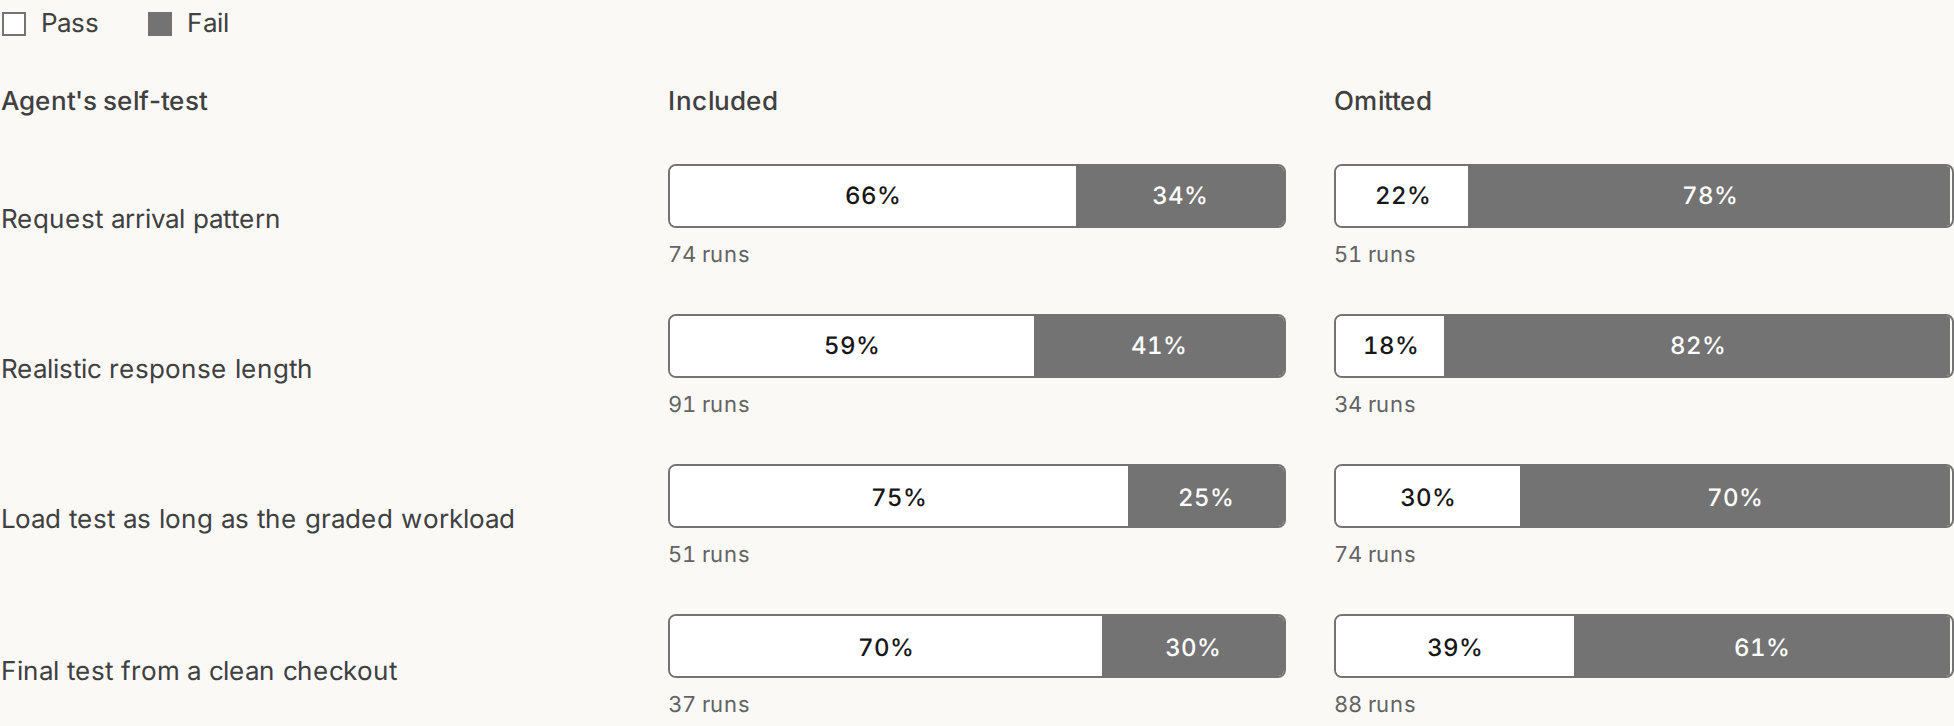 Pass Fail
Agent's self-test Included Omitted
Request arrival pattern 66% 34% 22% 78%
74 runs 51 runs
Realistic response length 59% 41% 18% 82%
91 runs 34 runs
Load test as long as the graded workload 75% 25% 30% 70%
51 runs 74 runs
Final test from a clean checkout 70% 30% 39% 61%
37 runs 88 runs